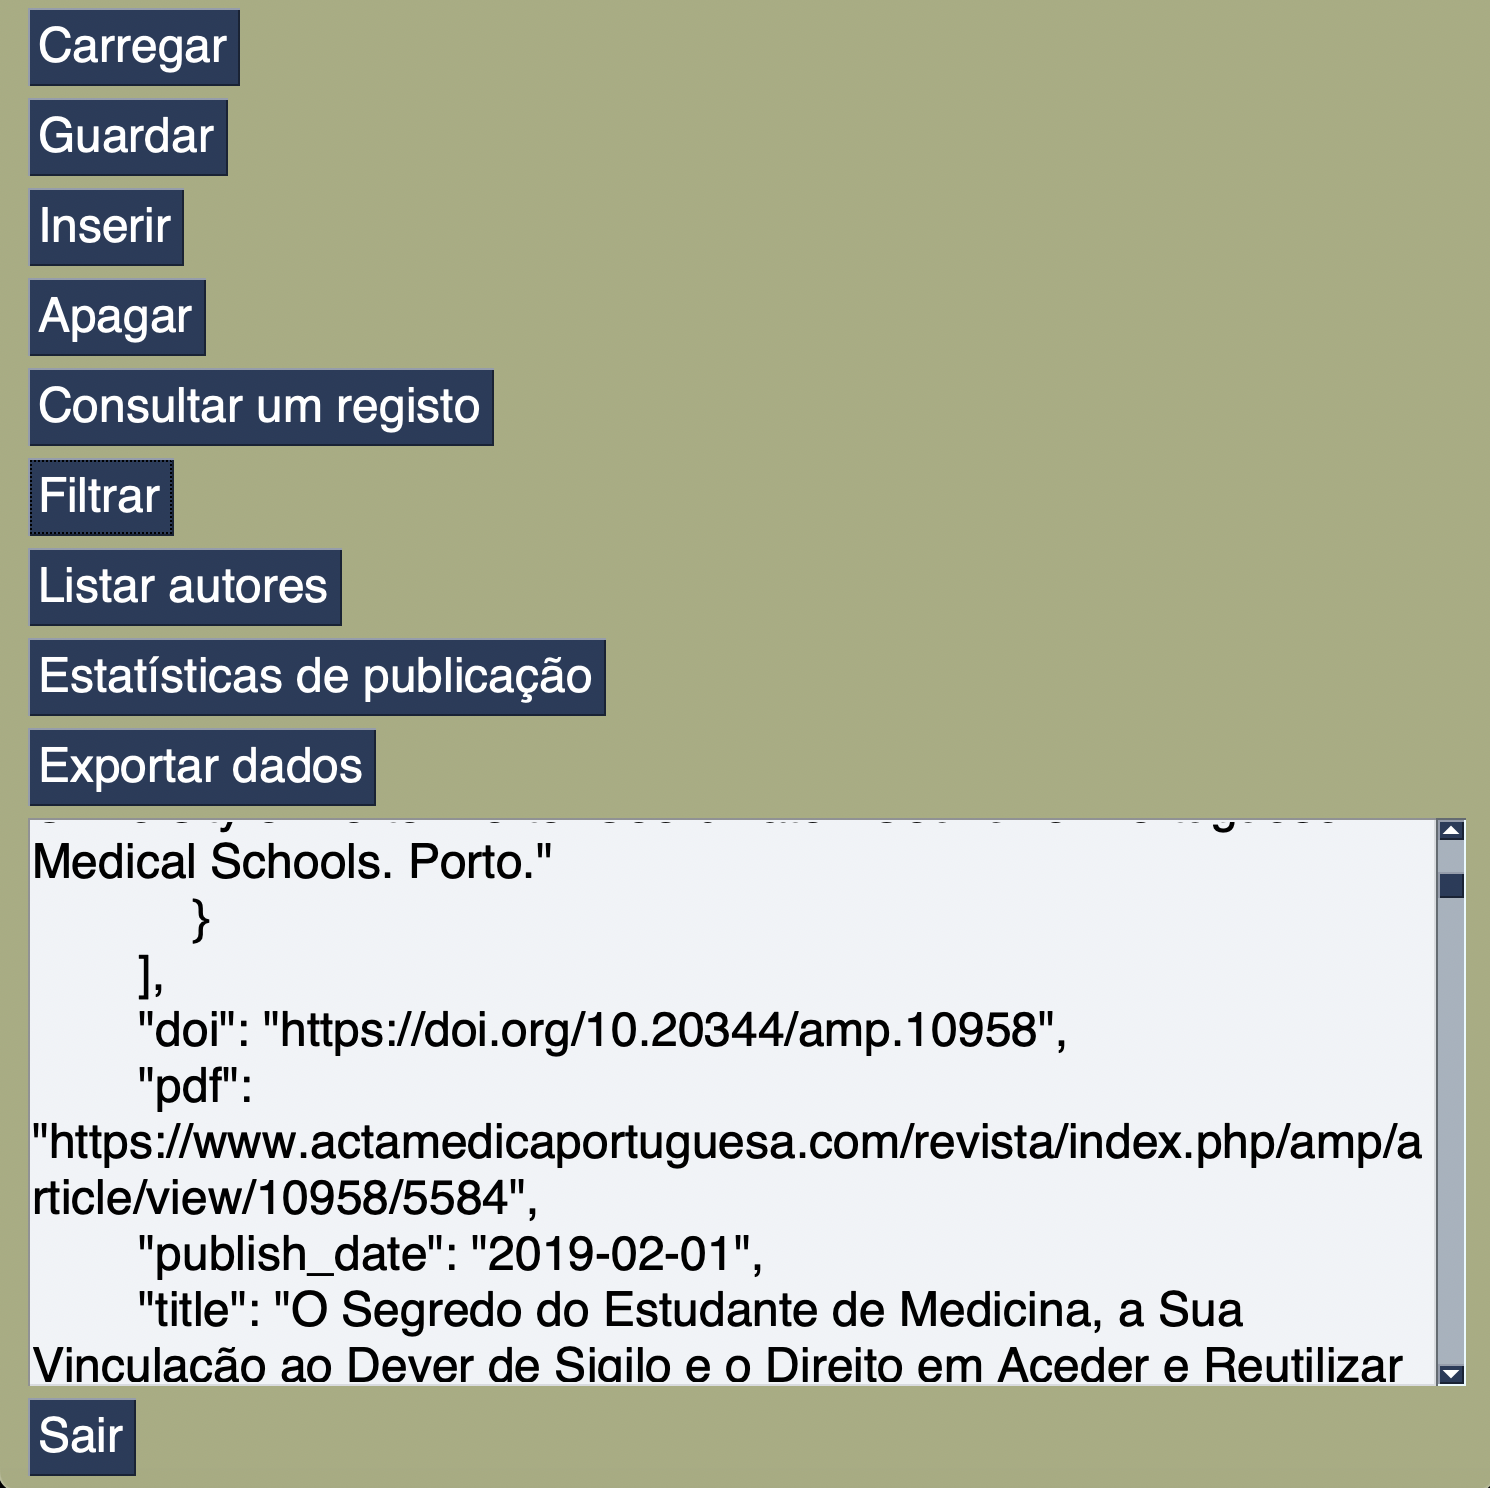 Carregar
Guardar
Inserir
Apagar
Consultar um registo
Filtrar
Listar autores
Estatísticas de publicação
Exportar dados
Medical Schools. Porto."
}
],
"doi": "https://doi.org/10.20344/amp.10958",
"pdf":
"https://www.actamedicaportuguesa.com/revista/index.php/amp/a
rticle/view/10958/5584",
"publish_date": "2019-02-01",
"title": "O Segredo do Estudante de Medicina, a Sua
Vinculação ao Dever de Sigilo e o Direito em Aceder e Reutilizar
Sair